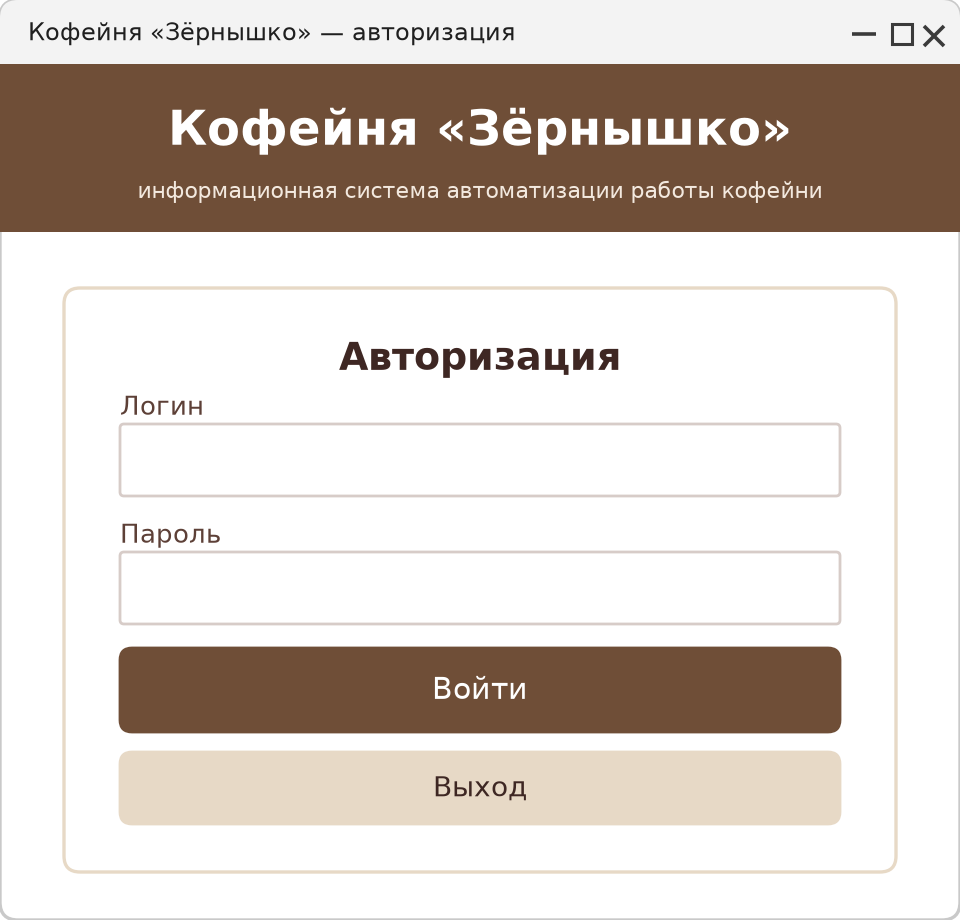 Кофейня «Зёрнышко» — авторизация
Кофейня «Зёрнышко»
информационная система автоматизации работы кофейни
Авторизация
Логин
Пароль
Войти
Выход